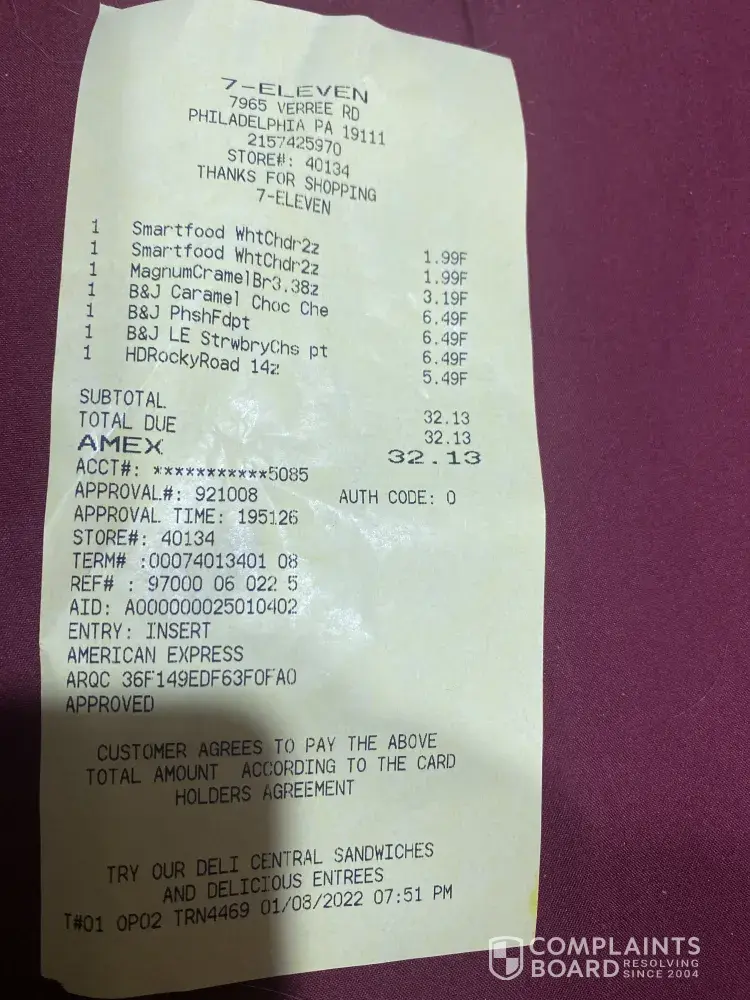 7-ELEVEN
7965 VERREE RD
PHILADELPHIA PA 19111
2157425970
STORE#: 40134
THANKS FOR SHOPPING
7-ELEVEN
1 Smartfood WhtChdr2z 1.99F
1 Smartfood WhtChdr2z 1.99F
1 MagnumCramelBr3.38z 3.19F
1 B&J Caramel Choc Che 6.49F
1 B&J PhshFdpt 6.49F
1 B&J LE StrwbryChs pt 6.49F
1 HDRockyRoad 14z 5.49F
SUBTOTAL 32.13
TOTAL DUE 32.13
AMEX 32.13
ACCT#: ***********5085
APPROVAL#: 921008 AUTH CODE: 0
APPROVAL TIME: 195126
STORE#: 40134
TERM# :00074013401 08
REF# : 97000 06 022 5
AID: A000000025010402
ENTRY: INSERT
AMERICAN EXPRESS
ARQC 36F149EDF63F0FA0
APPROVED
CUSTOMER AGREES TO PAY THE ABOVE
TOTAL AMOUNT ACCORDING TO THE CARD
HOLDERS AGREEMENT
TRY OUR DELI CENTRAL SANDWICHES
AND DELICIOUS ENTREES
T#01 OP02 TRN4469 01/03/2022 07:51 PM
COMPLAINTS
BOARD RESOLVING
SINCE 2004